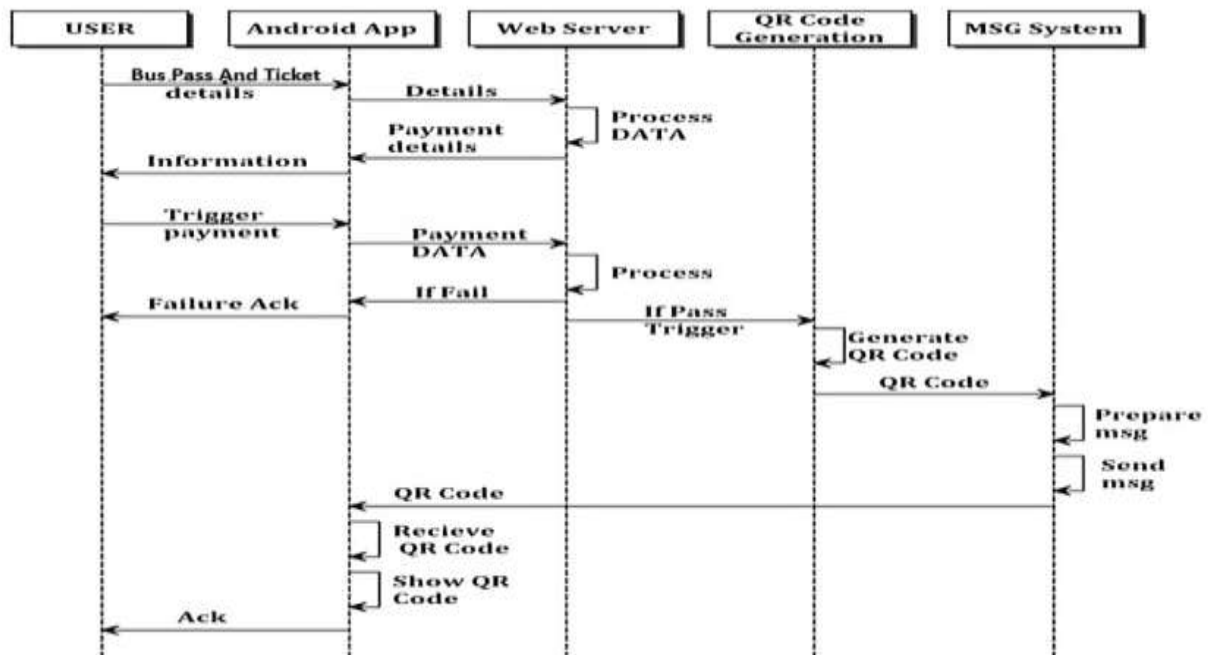 USER
Android App
Web Server
QR Code
Generation
MSG System
Bus Pass And Ticket
details
Details
Process
DATA
Payment
details
Information
Trigger
payment
Payment
DATA
Process
If Fail
Failure Ack
If Pass
Trigger
Generate
QR Code
QR Code
Prepare
msg
Send
msg
QR Code
Recieve
QR Code
Show QR
Code
Ack